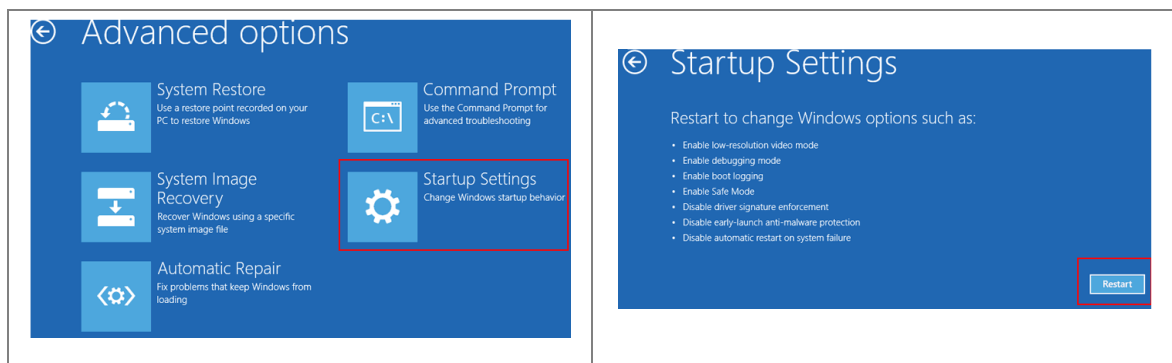 Advanced options
System Restore
Use a restore point recorded on your
PC to restore Windows
Command Prompt
Use the Command Prompt for
advanced troubleshooting
C:\
System Image
Recovery
Recover Windows using a specific
system image file
Startup Settings
Change Windows startup behavior
Automatic Repair
Fix problems that keep Windows from
loading
Startup Settings
Restart to change Windows options such as:
• Enable low-resolution video mode
• Enable debugging mode
• Enable boot logging
• Enable Safe Mode
• Disable driver signature enforcement
• Disable early-launch anti-malware protection
• Disable automatic restart on system failure
Restart